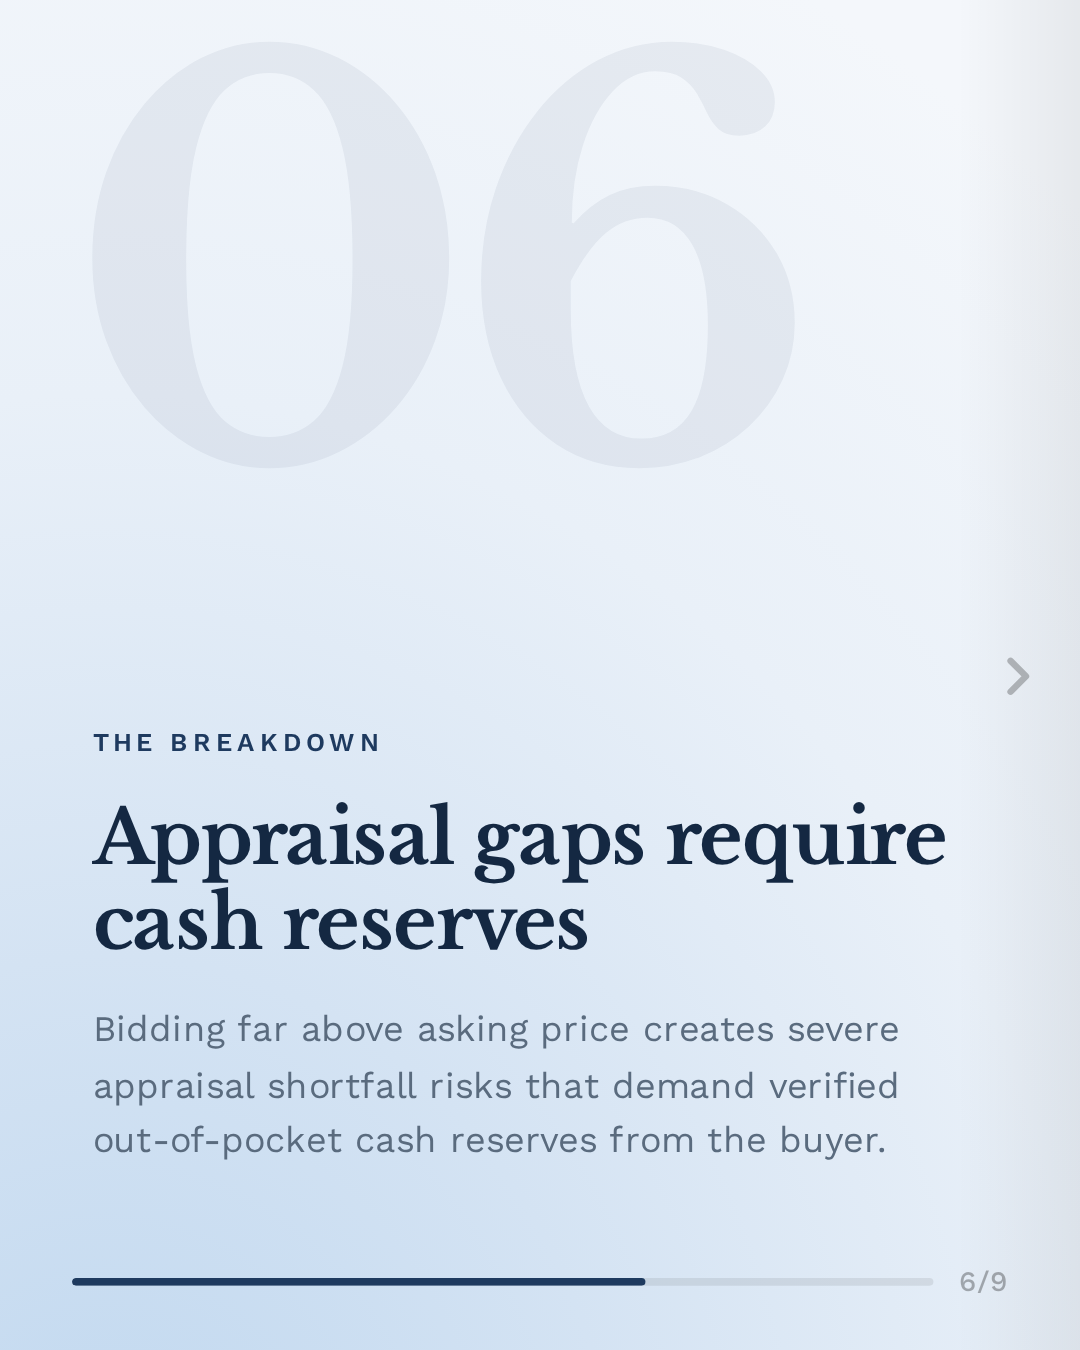 06
THE BREAKDOWN
Appraisal gaps require
cash reserves
Bidding far above asking price creates severe
appraisal shortfall risks that demand verified
out-of-pocket cash reserves from the buyer.
6/9